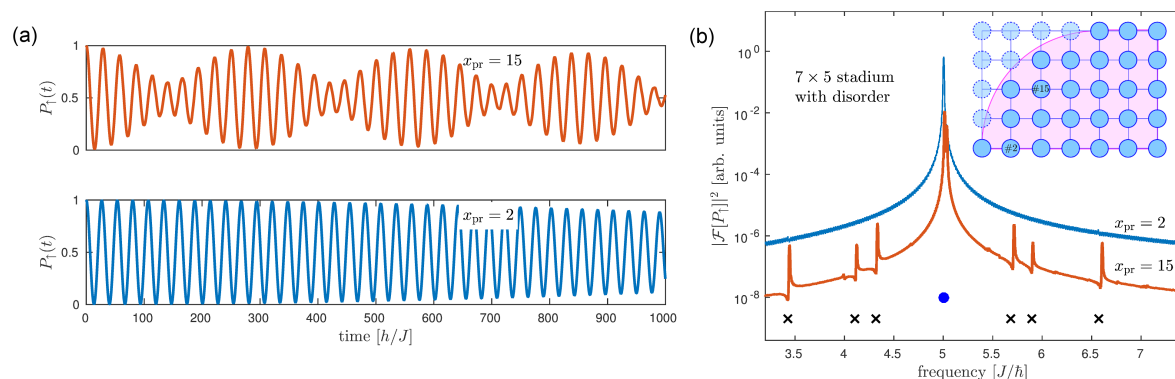 (a)
1
0.5
0
P↑(t)
x_pr = 15
1
0.5
0
P↑(t)
x_pr = 2
0 100 200 300 400 500 600 700 800 900 1000
time [h/J]
(b)
10^0
10^-2
10^-4
10^-6
10^-8
|F[P↑]|^2 [arb. units]
7 × 5 stadium
with disorder
#15
#2
x_pr = 2
x_pr = 15
3.5 4 4.5 5 5.5 6 6.5 7
frequency [J/ħ]